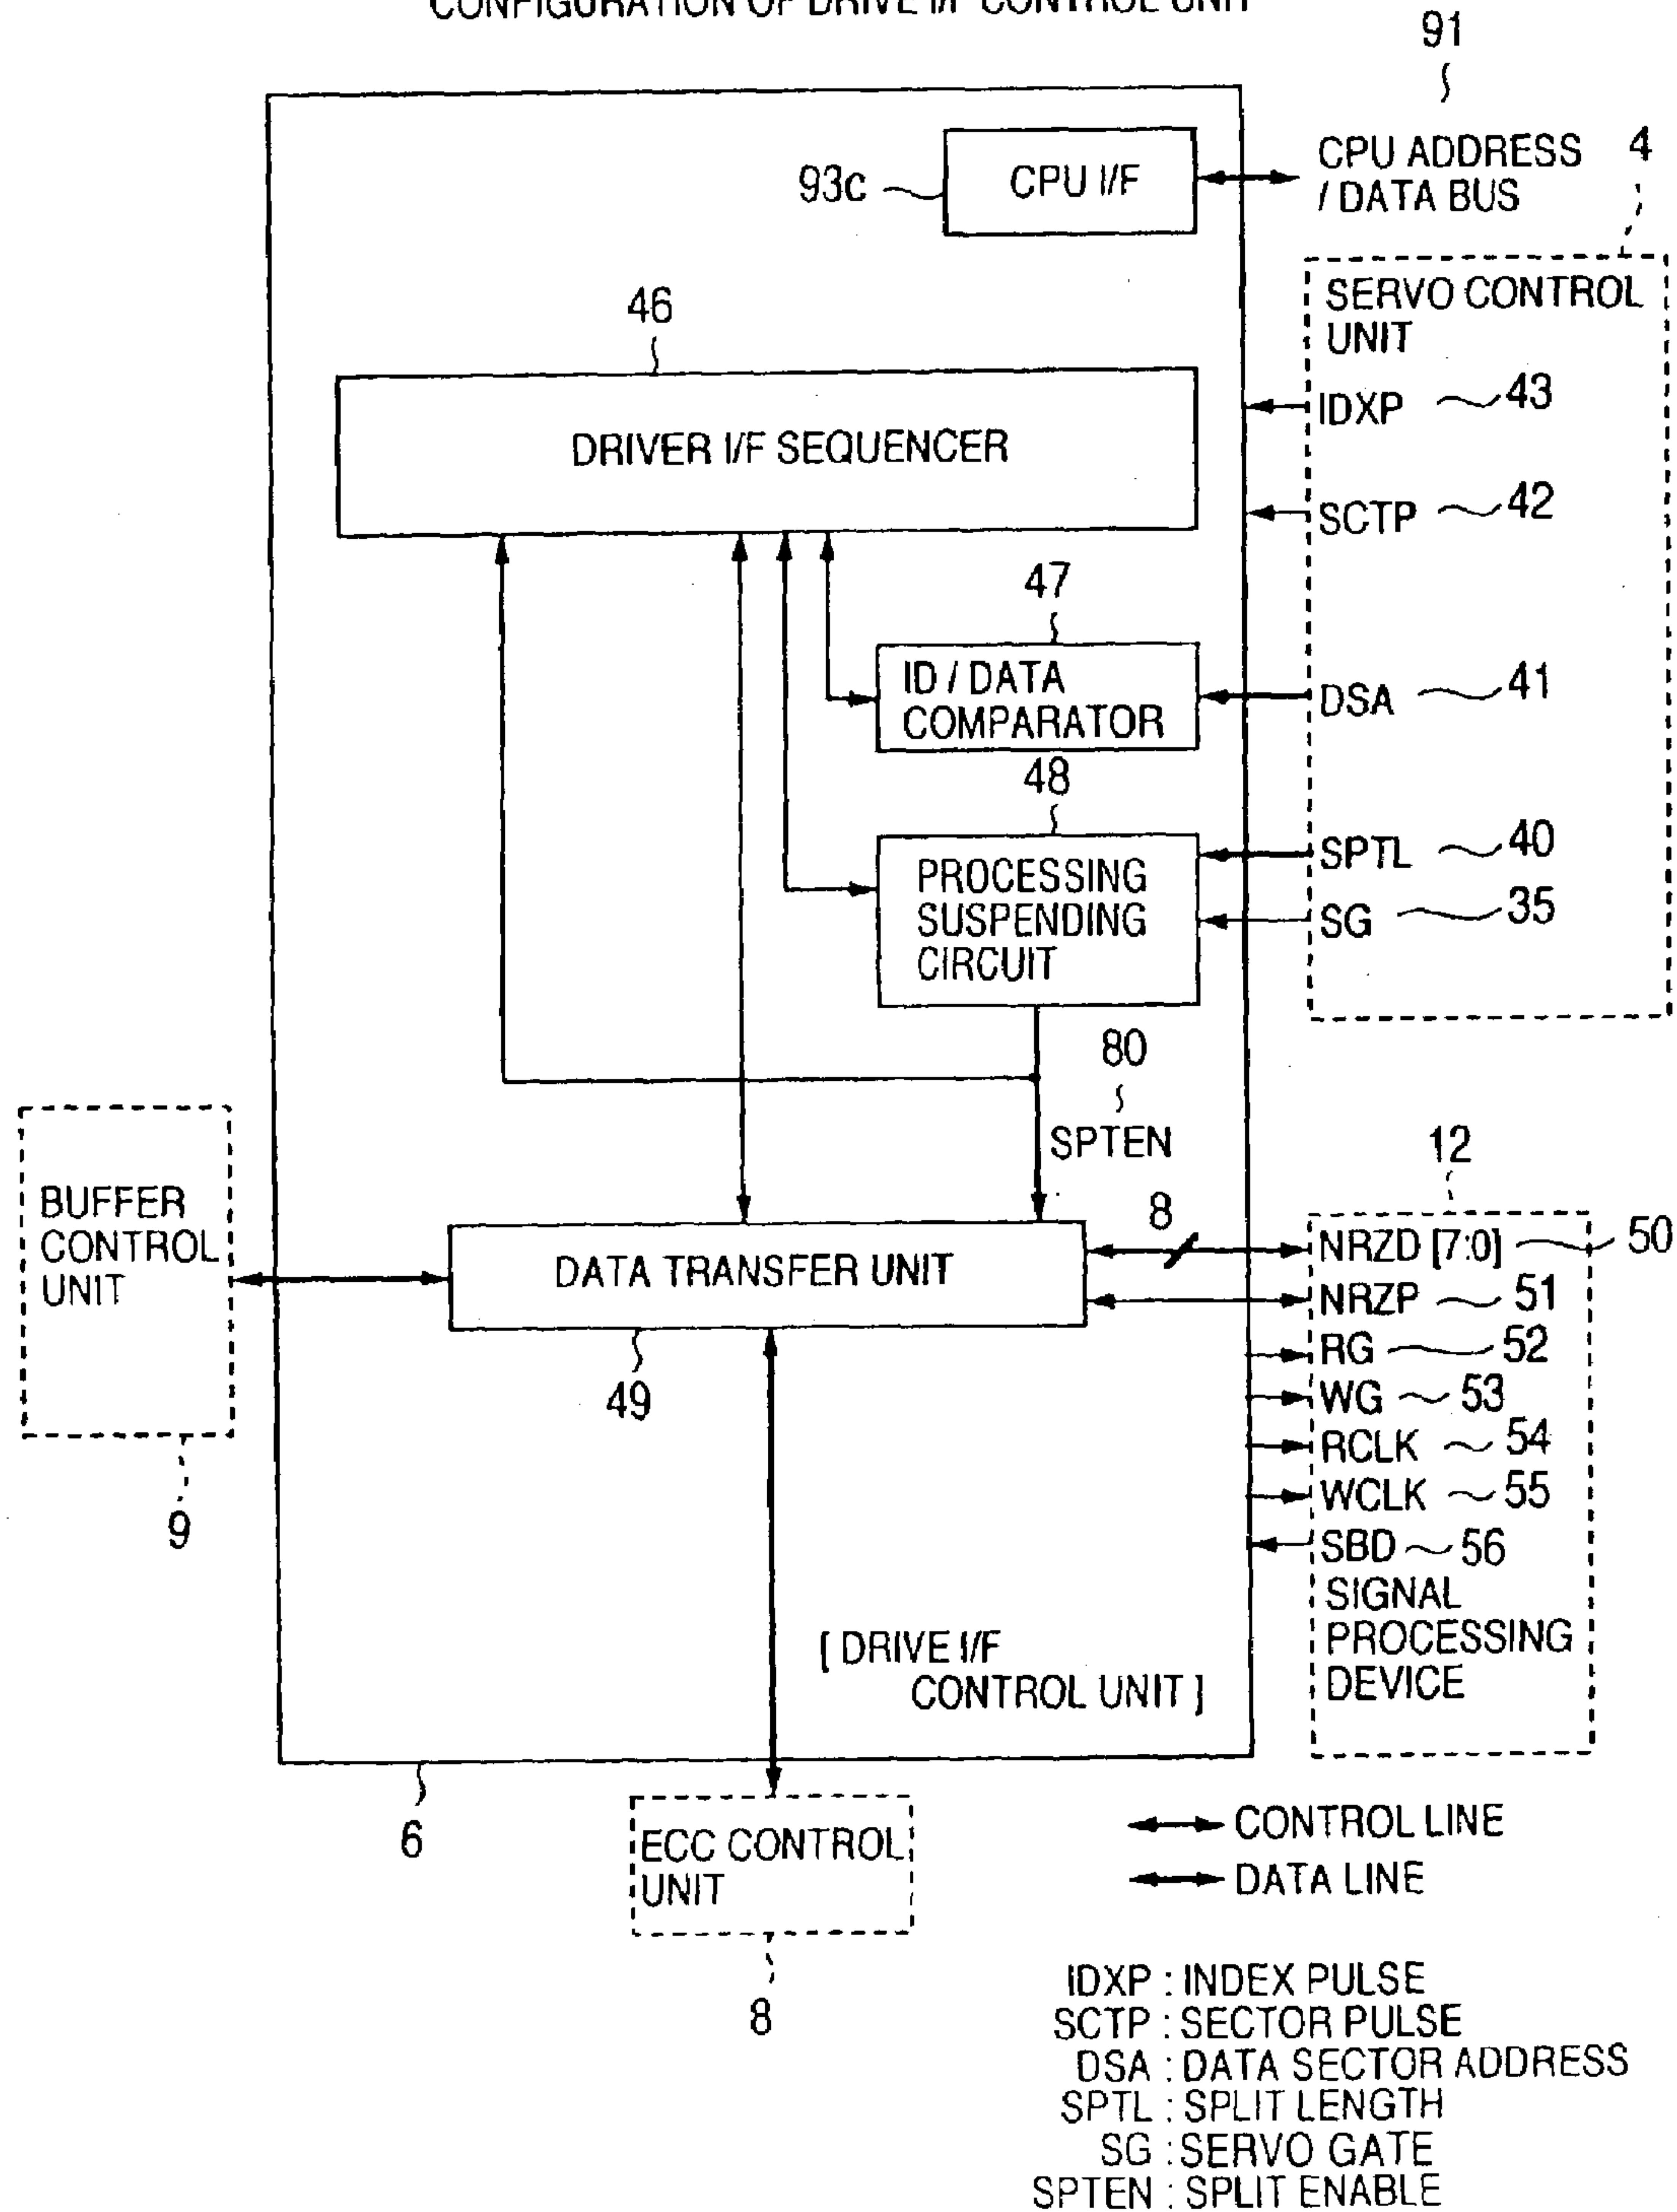 CONFIGURATION OF DRIVE I/F CONTROL UNIT
91
CPU I/F
93c
CPU ADDRESS
/ DATA BUS
4
SERVO CONTROL
UNIT
46
DRIVER I/F SEQUENCER
IDXP 43
SCTP 42
47
ID / DATA
COMPARATOR
DSA 41
48
PROCESSING
SUSPENDING
CIRCUIT
SPTL 40
SG 35
80
SPTEN
12
BUFFER
CONTROL
UNIT
9
DATA TRANSFER UNIT
49
8
NRZD [7:0] 50
NRZP 51
RG 52
WG 53
RCLK 54
WCLK 55
SBD 56
SIGNAL
PROCESSING
DEVICE
[ DRIVE I/F
CONTROL UNIT ]
6
ECC CONTROL
UNIT
8
CONTROL LINE
DATA LINE
IDXP : INDEX PULSE
SCTP : SECTOR PULSE
DSA : DATA SECTOR ADDRESS
SPTL : SPLIT LENGTH
SG : SERVO GATE
SPTEN : SPLIT ENABLE